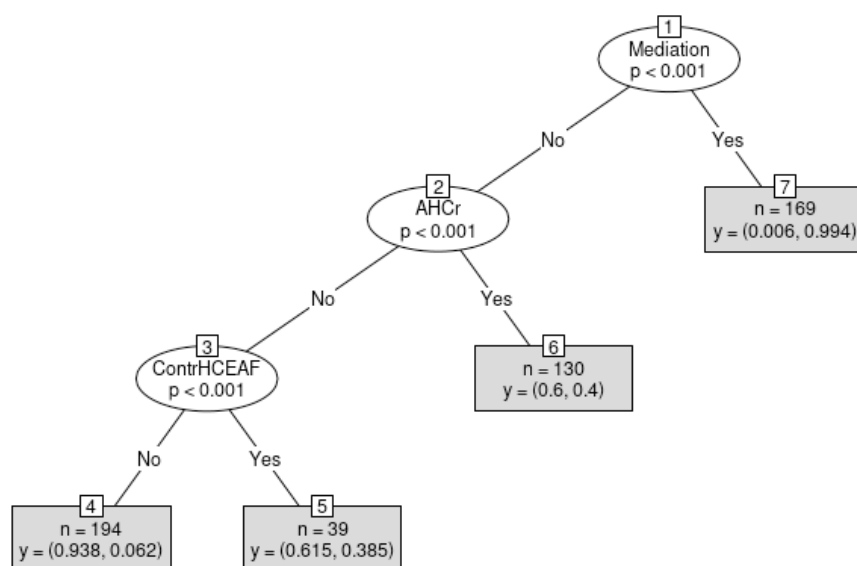 1
Mediation
p < 0.001
No
Yes
2
AHCr
p < 0.001
7
n = 169
y = (0.006, 0.994)
No
Yes
3
ContrHCEAF
p < 0.001
6
n = 130
y = (0.6, 0.4)
No
Yes
4
n = 194
y = (0.938, 0.062)
5
n = 39
y = (0.615, 0.385)